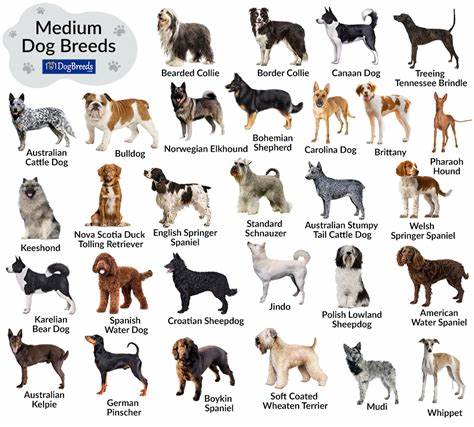 Medium
Dog Breeds
DogBreeds
Bearded Collie
Border Collie
Canaan Dog
Treeing
Tennessee Brindle
Australian
Cattle Dog
Bulldog
Norwegian Elkhound
Bohemian
Shepherd
Carolina Dog
Brittany
Pharaoh
Hound
Keeshond
Nova Scotia Duck
Tolling Retriever
English Springer
Spaniel
Standard
Schnauzer
Australian Stumpy
Tail Cattle Dog
Welsh
Springer Spaniel
Karelian
Bear Dog
Spanish
Water Dog
Croatian Sheepdog
Jindo
Polish Lowland
Sheepdog
American
Water Spaniel
Australian
Kelpie
German
Pinscher
Boykin
Spaniel
Soft Coated
Wheaten Terrier
Mudi
Whippet